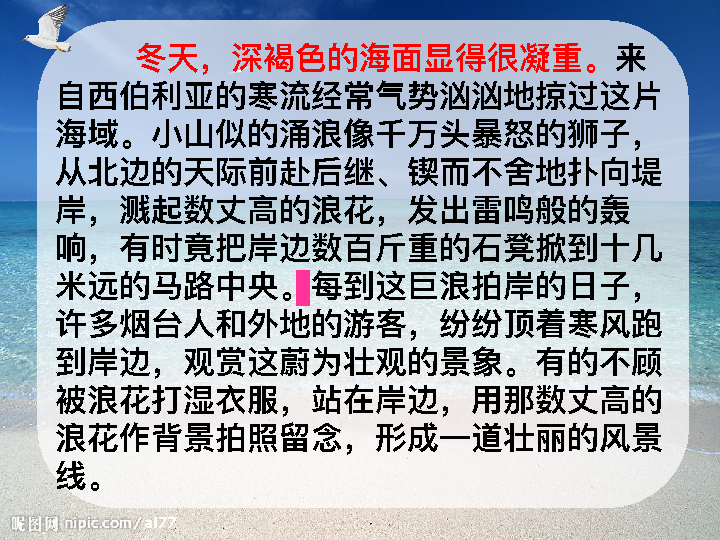 冬天，深褐色的海面显得很凝重。来
自西伯利亚的寒流经常气势汹汹地掠过这片
海域。小山似的涌浪像千万头暴怒的狮子，
从北边的天际前赴后继、锲而不舍地扑向堤
岸，溅起数丈高的浪花，发出雷鸣般的轰
响，有时竟把岸边数百斤重的石凳掀到十几
米远的马路中央。每到这巨浪拍岸的日子，
许多烟台人和外地的游客，纷纷顶着寒风跑
到岸边，观赏这蔚为壮观的景象。有的不顾
被浪花打湿衣服，站在岸边，用那数丈高的
浪花作背景拍照留念，形成一道壮丽的风景
线。
昵图网 nipic.com/al77